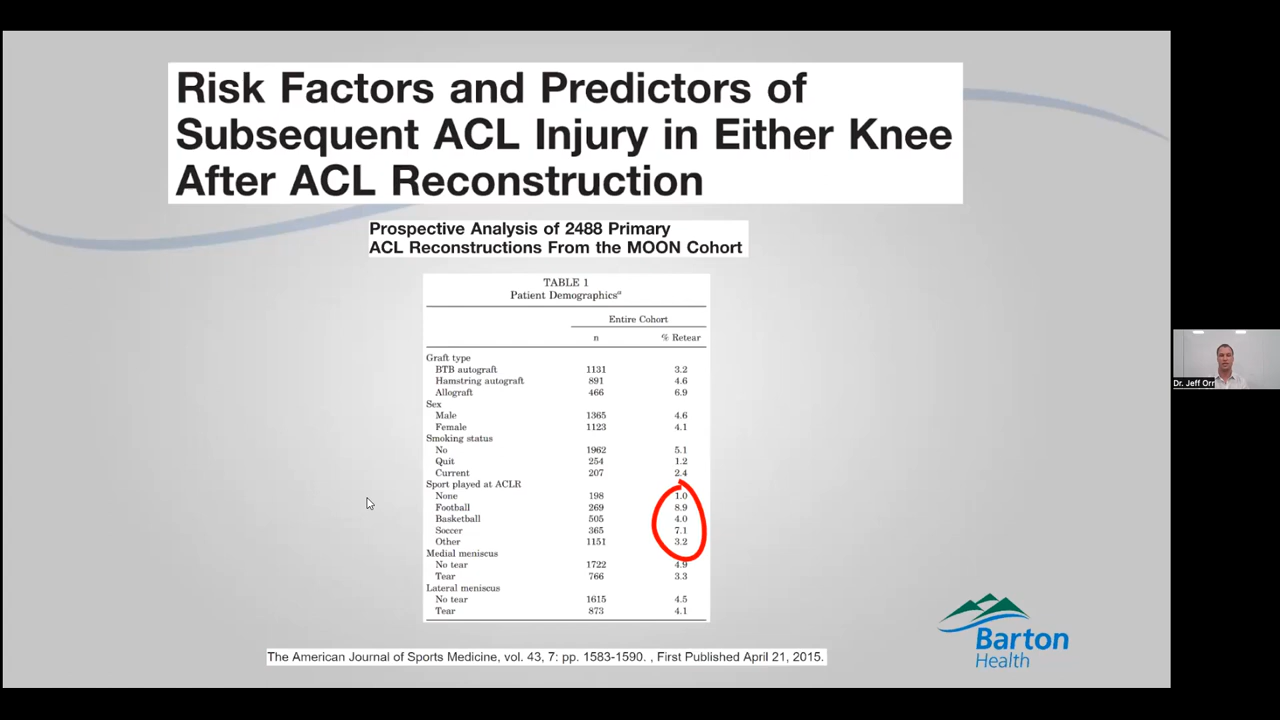 Risk Factors and Predictors of
Subsequent ACL Injury in Either Knee
After ACL Reconstruction
Prospective Analysis of 2488 Primary
ACL Reconstructions From the MOON Cohort
TABLE 1
Patient Demographicsᵃ
Entire Cohort
n % Retear
Graft type
BTB autograft 1131 3.2
Hamstring autograft 891 4.6
Allograft 466 6.9
Sex
Male 1365 4.6
Female 1123 4.1
Smoking status
No 1962 5.1
Quit 254 1.2
Current 207 2.4
Sport played at ACLR
None 198 1.0
Football 269 8.9
Basketball 505 4.0
Soccer 365 7.1
Other 1151 3.2
Medial meniscus
No tear 1722 4.9
Tear 766 3.3
Lateral meniscus
No tear 1615 4.5
Tear 873 4.1
The American Journal of Sports Medicine, vol. 43, 7: pp. 1583-1590. , First Published April 21, 2015.
Barton
Health
Dr. Jeff Orr